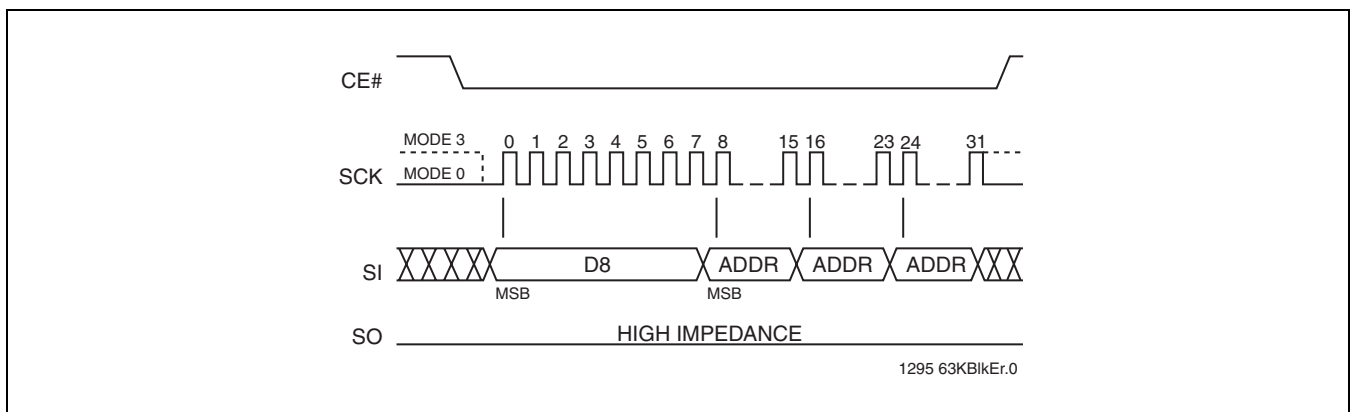 CE#
MODE 3
0 1 2 3 4 5 6 7 8 15 16 23 24 31
SCK
MODE 0
SI
D8
ADDR
ADDR
ADDR
MSB
MSB
SO
HIGH IMPEDANCE
1295 63KBlkEr.0